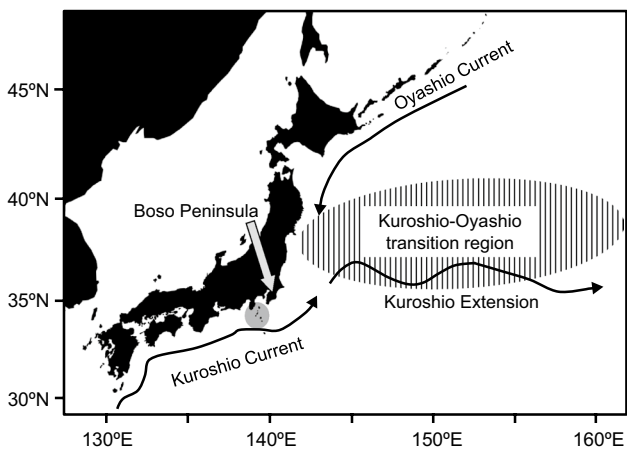 45ºN
Oyashio Current
40ºN
Boso Peninsula
Kuroshio-Oyashio
transition region
35ºN
Kuroshio Extension
Kuroshio Current
30ºN
130ºE
140ºE
150ºE
160ºE